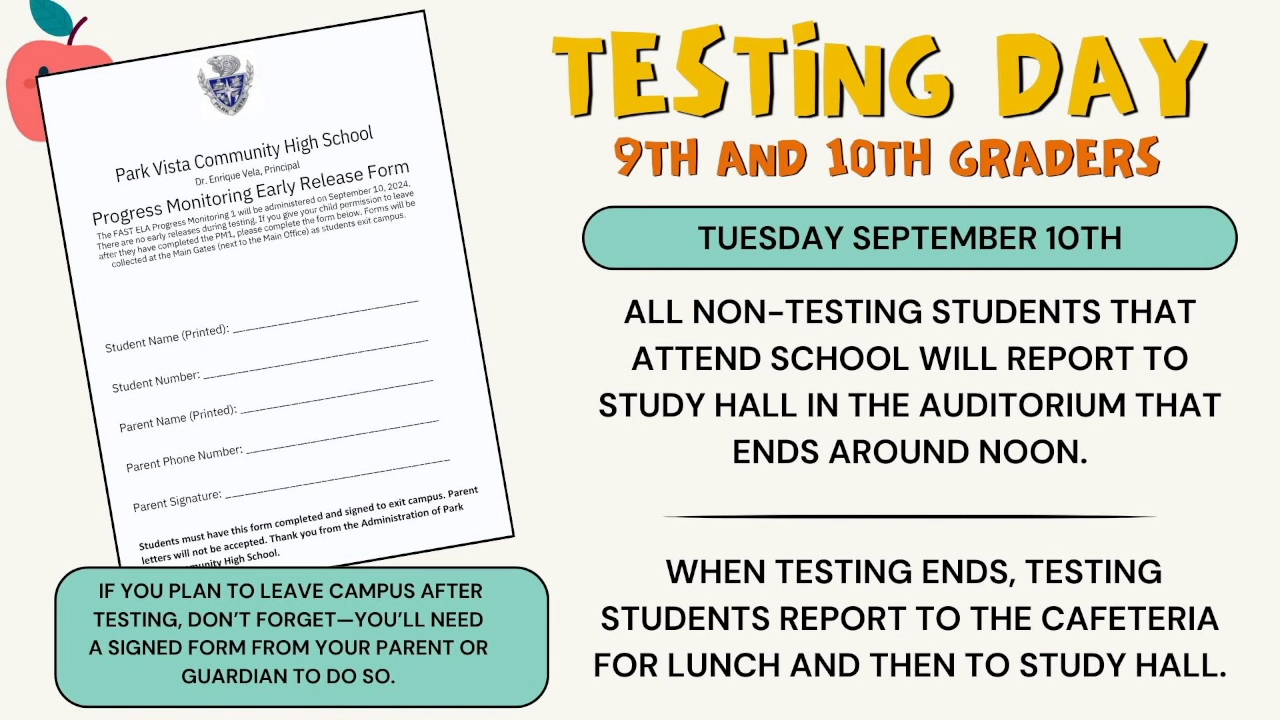 Park Vista Community High School
Dr. Enrique Vela, Principal
Progress Monitoring Early Release Form
The FAST ELA Progress Monitoring 1 will be administered on September 10, 2024.
There are no early releases during testing. If you give your child permission to leave
after they have completed the PM1, please complete the form below. Forms will be
collected at the Main Gates (next to the Main Office) as students exit campus.
Student Name (Printed):
Student Number:
Parent Name (Printed):
Parent Phone Number:
Parent Signature:
Students must have this form completed and signed to exit campus. Parent
letters will not be accepted. Thank you from the Administration of Park
High School.
IF YOU PLAN TO LEAVE CAMPUS AFTER
TESTING, DON'T FORGET—YOU'LL NEED
A SIGNED FORM FROM YOUR PARENT OR
GUARDIAN TO DO SO.
TESTING DAY
9TH AND 10TH GRADERS
TUESDAY SEPTEMBER 10TH
ALL NON-TESTING STUDENTS THAT
ATTEND SCHOOL WILL REPORT TO
STUDY HALL IN THE AUDITORIUM THAT
ENDS AROUND NOON.
WHEN TESTING ENDS, TESTING
STUDENTS REPORT TO THE CAFETERIA
FOR LUNCH AND THEN TO STUDY HALL.